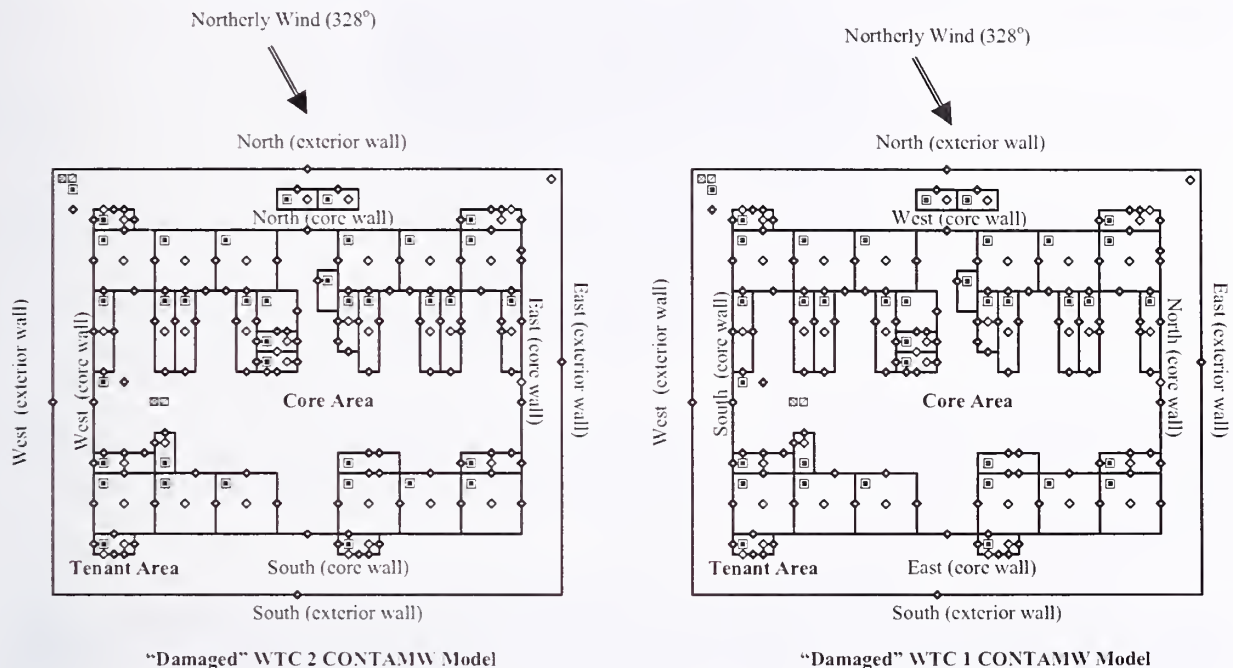 Northerly Wind (328°)
North (exterior wall)
North (core wall)
West (exterior wall)
West (core wall)
East (core wall)
East (exterior wall)
Core Area
Tenant Area
South (core wall)
South (exterior wall)
"Damaged" WTC 2 CONTAMW Model
Northerly Wind (328°)
North (exterior wall)
West (core wall)
West (exterior wall)
South (core wall)
North (core wall)
East (exterior wall)
Core Area
Tenant Area
East (core wall)
South (exterior wall)
"Damaged" WTC 1 CONTAMW Model